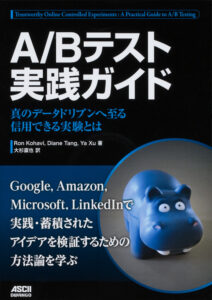 Trustworthy Online Controlled Experiments : A Practical Guide to A/B Testing
A/Bテスト
実践ガイド
真のデータドリブンへ至る
信用できる実験とは
Ron Kohavi, Diane Tang, Ya Xu 著
大杉直也 訳
Google, Amazon,
Microsoft, LinkedInで
実践・蓄積された
アイデアを検証するための
方法論を学ぶ
ASCII
DWANGO